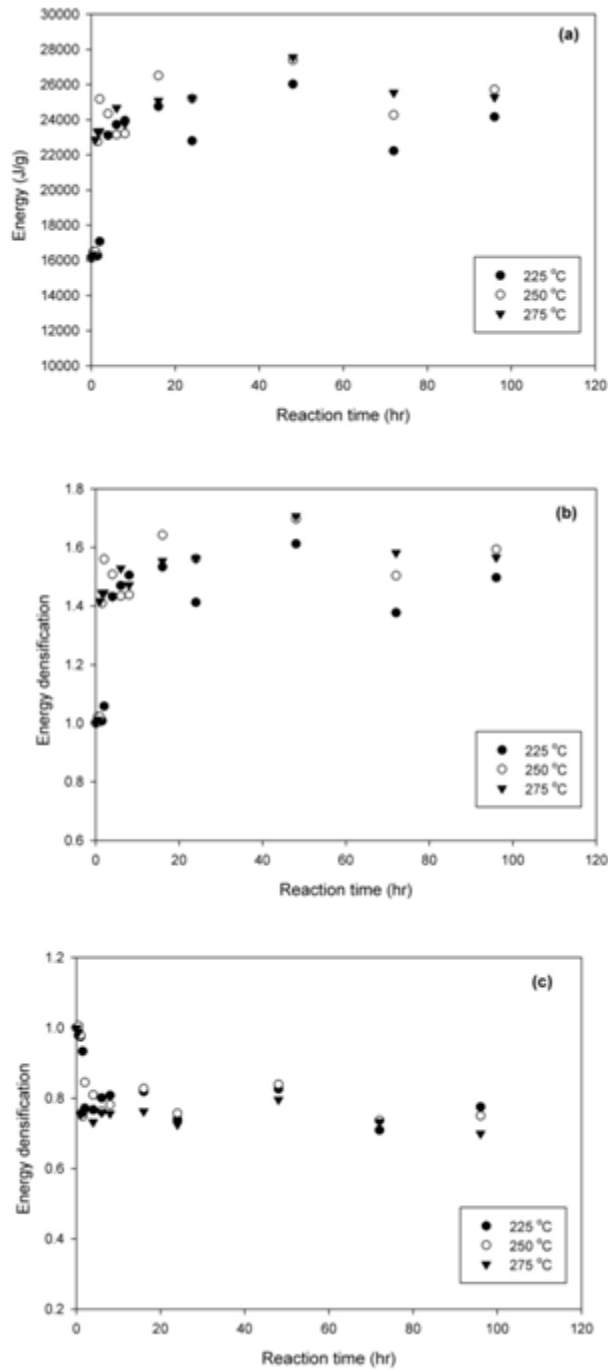 (a)
30000
28000
26000
24000
22000
20000
18000
16000
14000
12000
10000
Energy (J/g)
225 °C
250 °C
275 °C
0 20 40 60 80 100 120
Reaction time (hr)
(b)
1.8
1.6
1.4
1.2
1.0
0.8
0.6
Energy densification
225 °C
250 °C
275 °C
0 20 40 60 80 100 120
Reaction time (hr)
(c)
1.2
1.0
0.8
0.6
0.4
0.2
Energy densification
225 °C
250 °C
275 °C
0 20 40 60 80 100 120
Reaction time (hr)